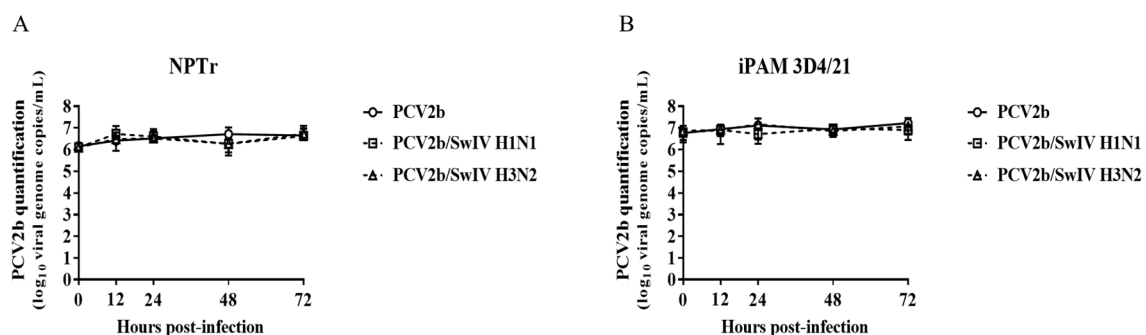 A
NPTr
PCV2b quantification
(log₁₀ viral genome copies/mL)
8
7
6
5
4
3
2
1
0
0 12 24 48 72
Hours post-infection
PCV2b
PCV2b/SwIV H1N1
PCV2b/SwIV H3N2
B
iPAM 3D4/21
PCV2b quantification
(log₁₀ viral genome copies/mL)
8
7
6
5
4
3
2
1
0
0 12 24 48 72
Hours post-infection
PCV2b
PCV2b/SwIV H1N1
PCV2b/SwIV H3N2